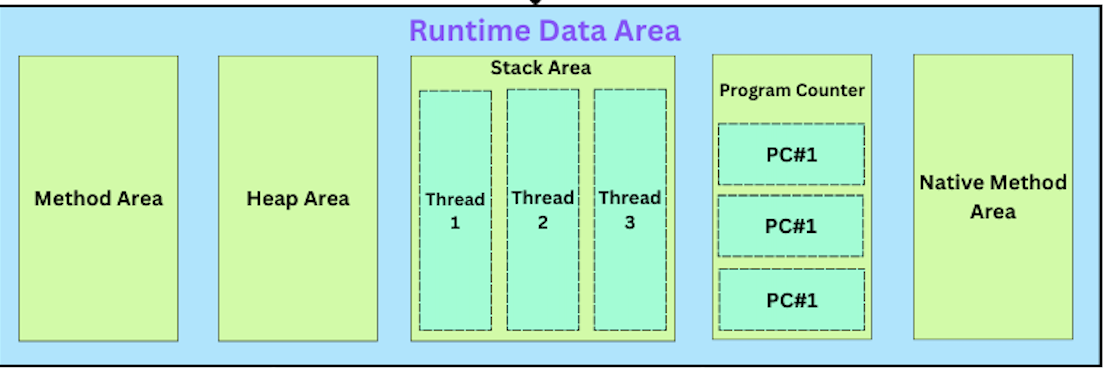 Runtime Data Area
Method Area
Heap Area
Stack Area
Thread
1
Thread
2
Thread
3
Program Counter
PC#1
PC#1
PC#1
Native Method
Area